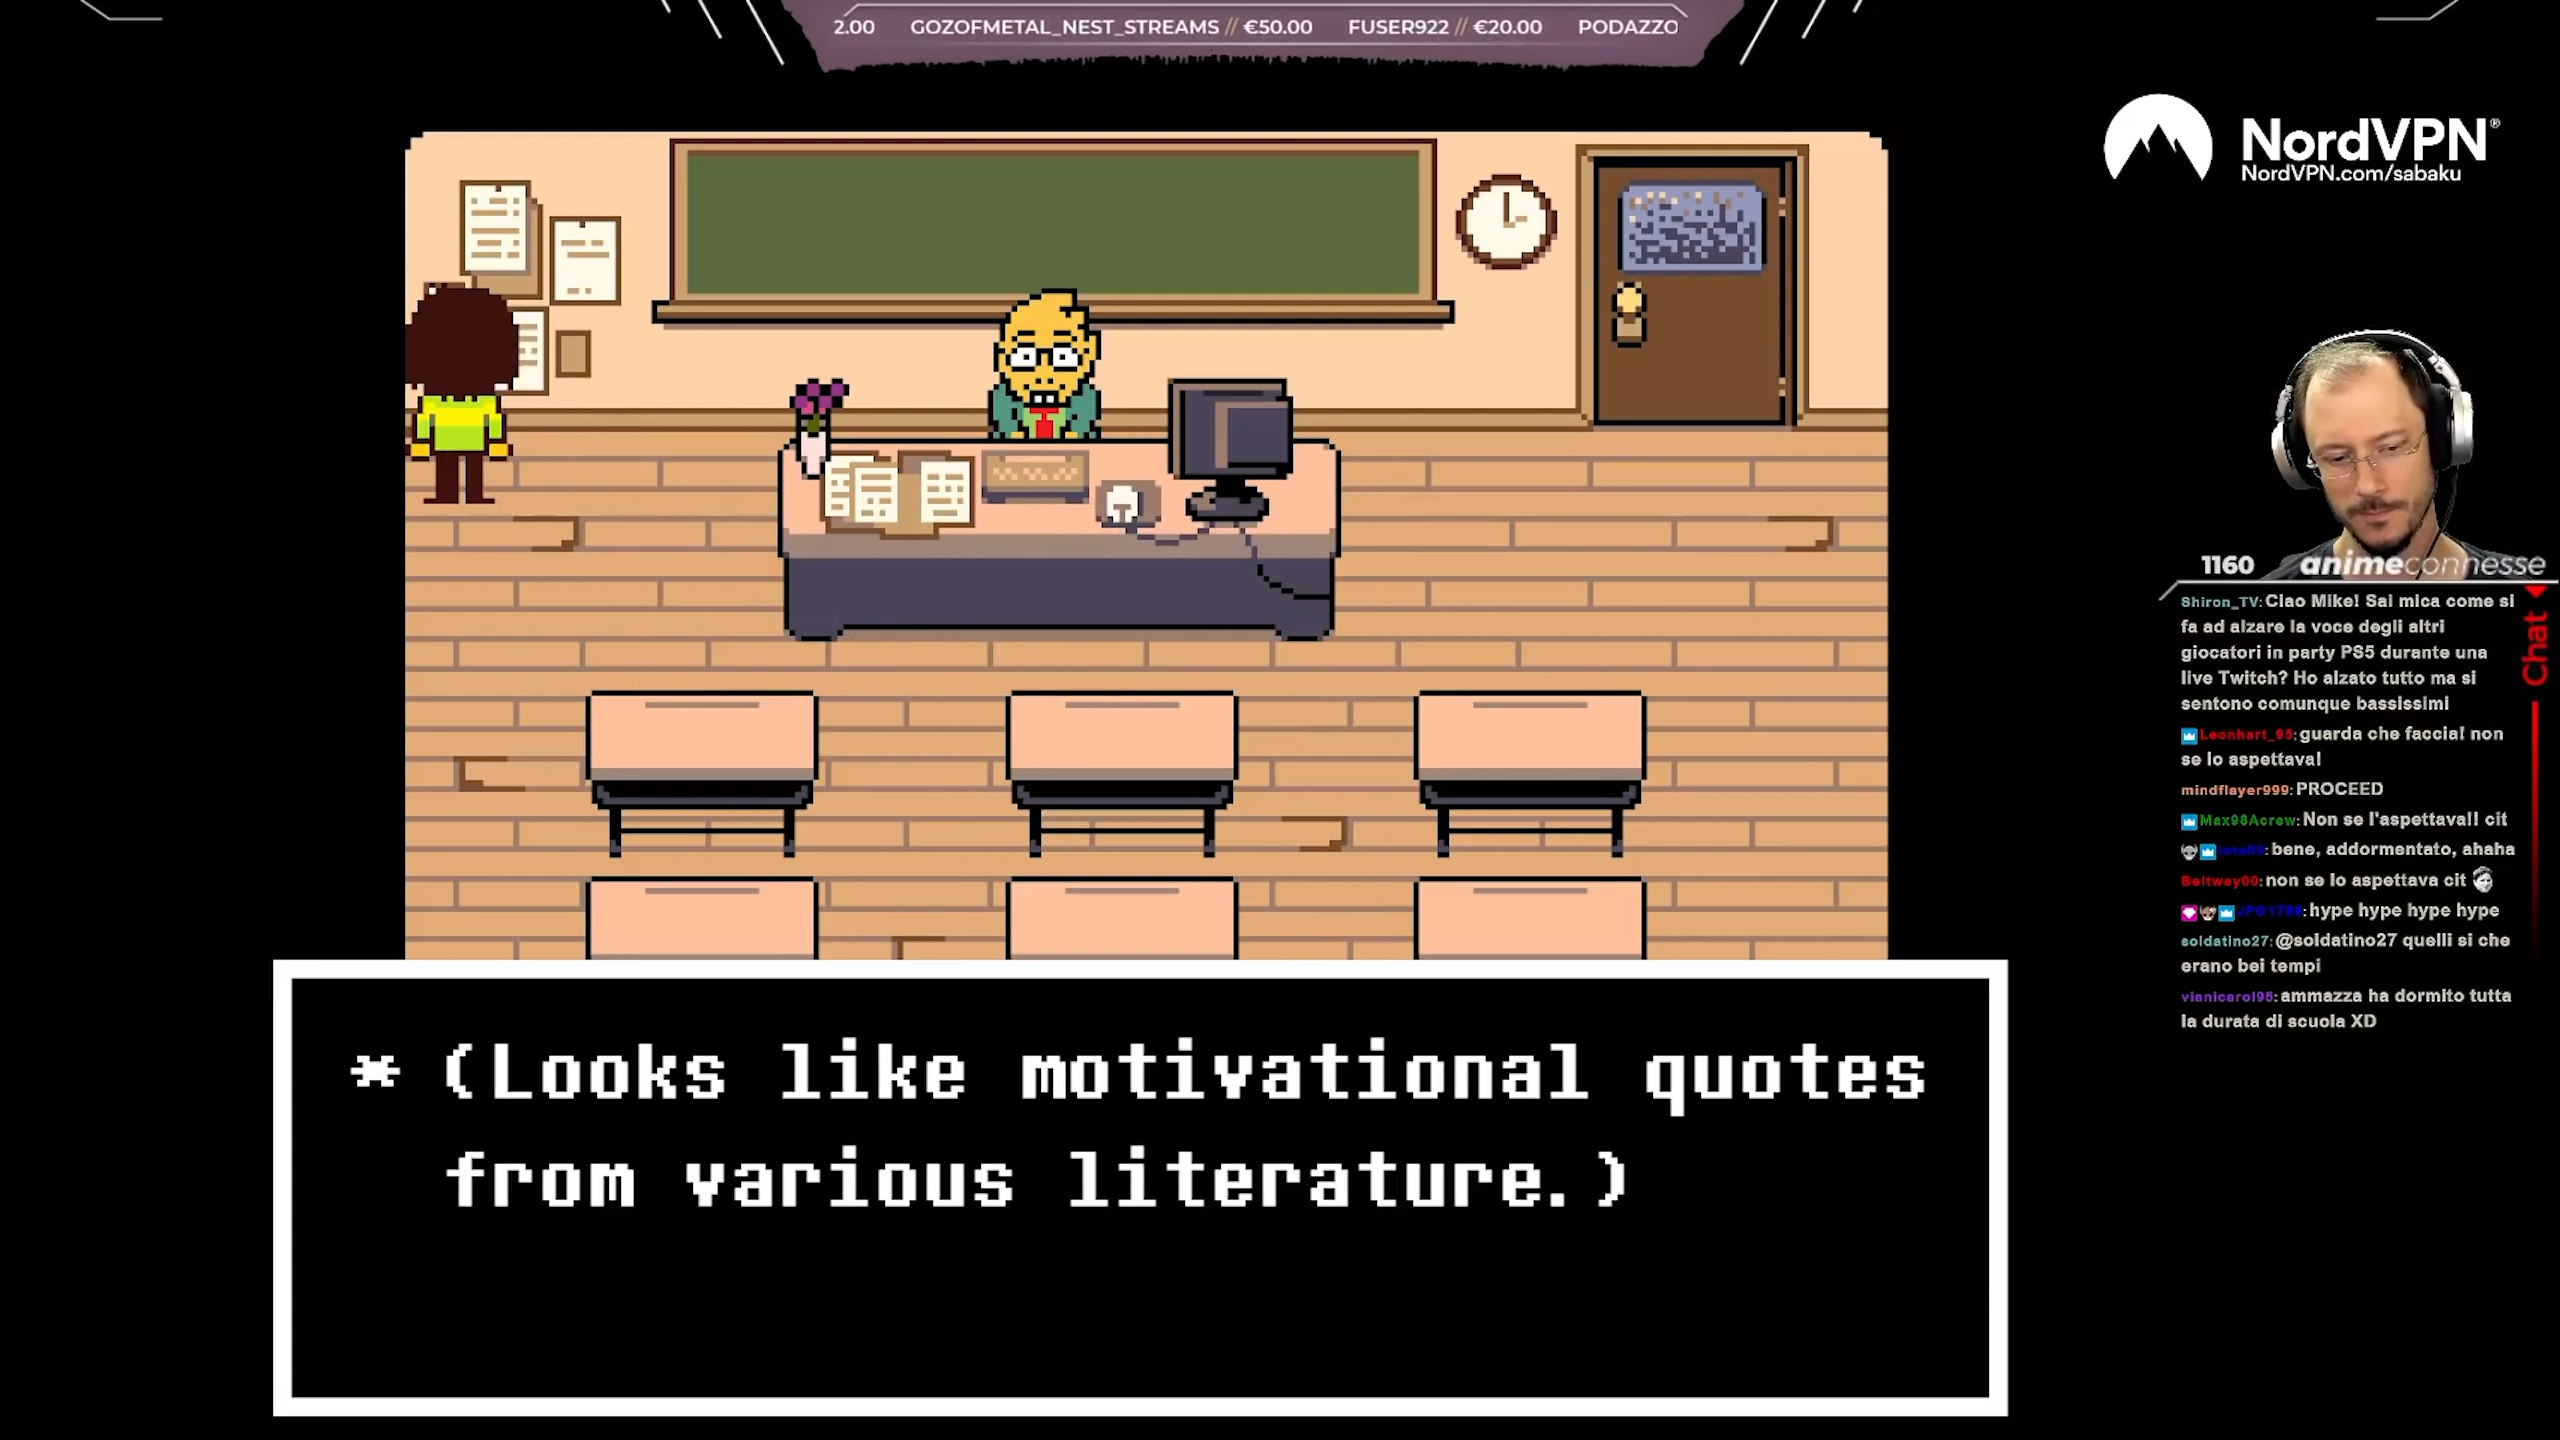 2.00 GOZOFMETAL_NEST_STREAMS // €50.00 FUSER922 // €20.00 PODAZZO
NordVPN®
NordVPN.com/sabaku
1160 animeconnesse
Chat
Shiron_TV: Ciao Mike! Sai mica come si
fa ad alzare la voce degli altri
giocatori in party PS5 durante una
live Twitch? Ho alzato tutto ma si
sentono comunque bassissimi
Leonhart_95: guarda che faccia! non
se lo aspettava!
mindflayer999: PROCEED
Max98Acrew: Non se l'aspettava!! cit
: bene, addormentato, ahaha
Beltway00: non se lo aspettava cit
: hype hype hype hype
soldatino27: @soldatino27 quelli si che
erano bei tempi
vianicarol95: ammazza ha dormito tutta
la durata di scuola XD
* (Looks like motivational quotes
from various literature.)